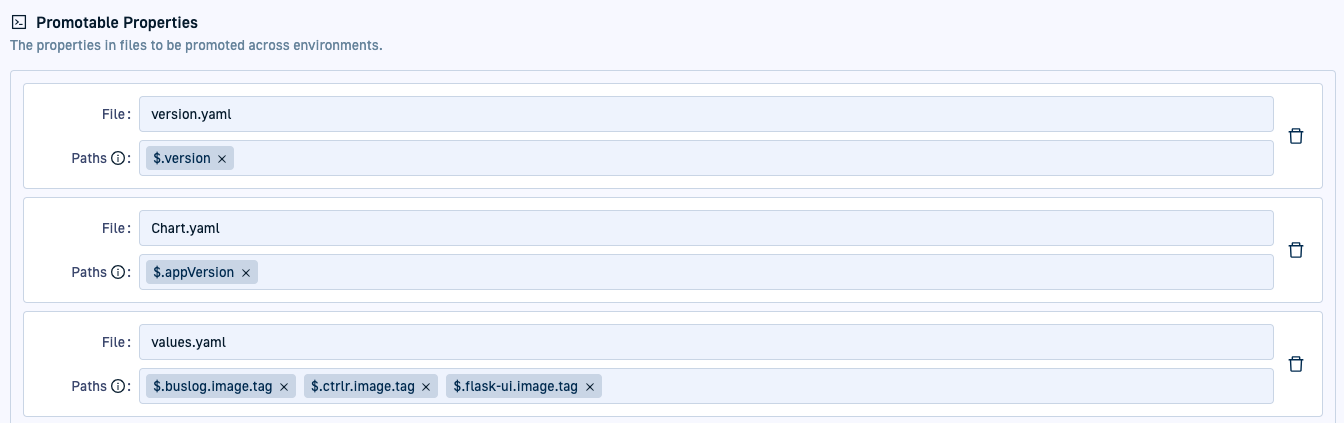 Promotable Properties
The properties in files to be promoted across environments.
File:
version.yaml
Paths :
$.version ×
File:
Chart.yaml
Paths :
$.appVersion ×
File:
values.yaml
Paths :
$.buslog.image.tag × $.ctrlr.image.tag × $.flask-ui.image.tag ×